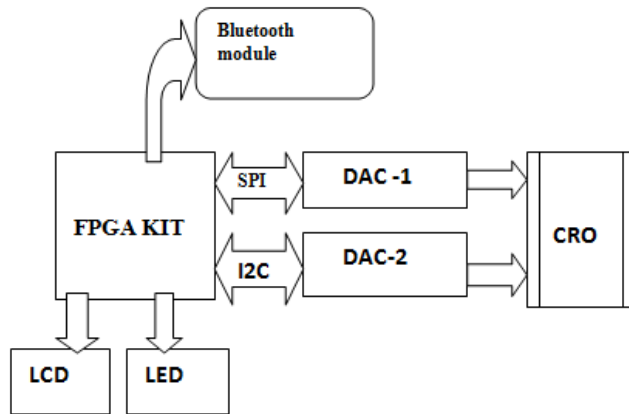 Bluetooth
module
FPGA KIT
SPI
DAC -1
I2C
DAC-2
CRO
LCD
LED